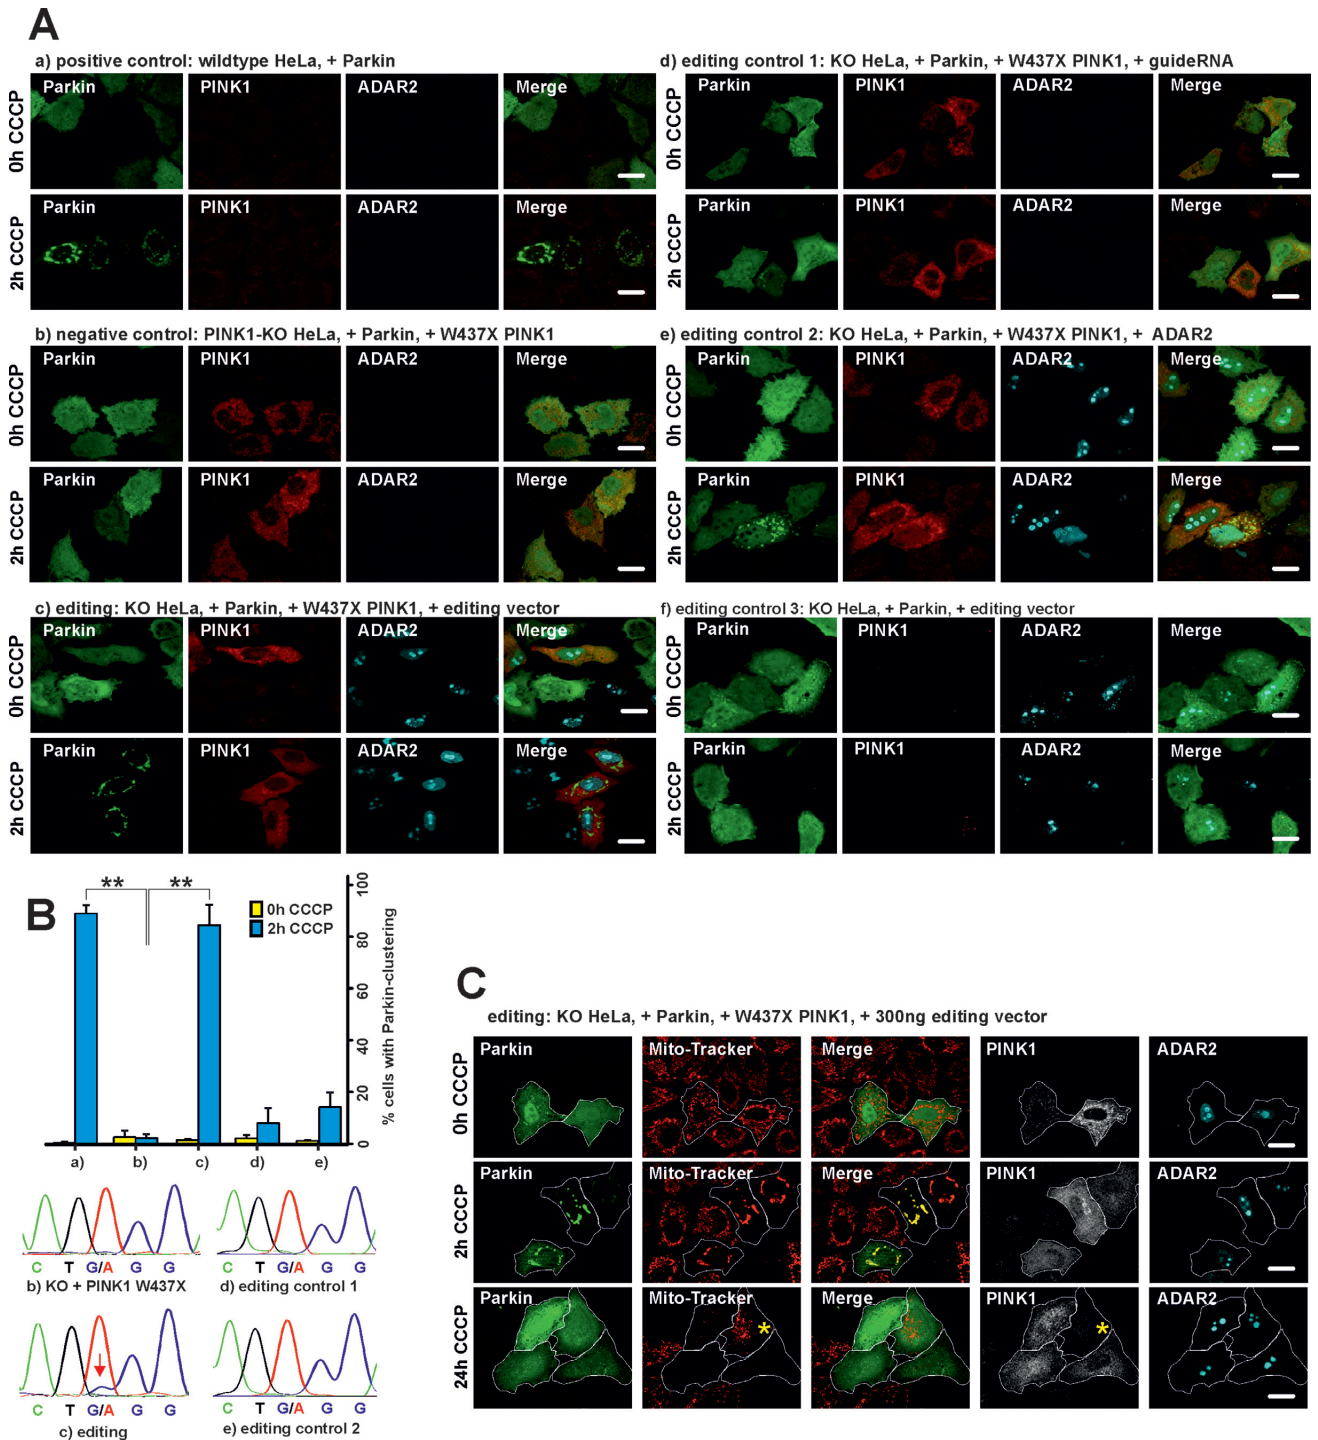 A
a) positive control: wildtype HeLa, + Parkin
0h CCCP
Parkin PINK1 ADAR2 Merge
2h CCCP
Parkin PINK1 ADAR2 Merge
b) negative control: PINK1-KO HeLa, + Parkin, + W437X PINK1
0h CCCP
Parkin PINK1 ADAR2 Merge
2h CCCP
Parkin PINK1 ADAR2 Merge
c) editing: KO HeLa, + Parkin, + W437X PINK1, + editing vector
0h CCCP
Parkin PINK1 ADAR2 Merge
2h CCCP
Parkin PINK1 ADAR2 Merge
d) editing control 1: KO HeLa, + Parkin, + W437X PINK1, + guideRNA
0h CCCP
Parkin PINK1 ADAR2 Merge
2h CCCP
Parkin PINK1 ADAR2 Merge
e) editing control 2: KO HeLa, + Parkin, + W437X PINK1, + ADAR2
0h CCCP
Parkin PINK1 ADAR2 Merge
2h CCCP
Parkin PINK1 ADAR2 Merge
f) editing control 3: KO HeLa, + Parkin, + editing vector
0h CCCP
Parkin PINK1 ADAR2 Merge
2h CCCP
Parkin PINK1 ADAR2 Merge
B
** **
0h CCCP
2h CCCP
100
80
60
40
20
0
% cells with Parkin-clustering
a) b) c) d) e)
C T G/A G G
b) KO + PINK1 W437X
C T G/A G G
d) editing control 1
C T G/A G G
c) editing
C T G/A G G
e) editing control 2
C
editing: KO HeLa, + Parkin, + W437X PINK1, + 300ng editing vector
0h CCCP
Parkin Mito-Tracker Merge PINK1 ADAR2
2h CCCP
Parkin Mito-Tracker Merge PINK1 ADAR2
24h CCCP
Parkin Mito-Tracker Merge PINK1 ADAR2
* *